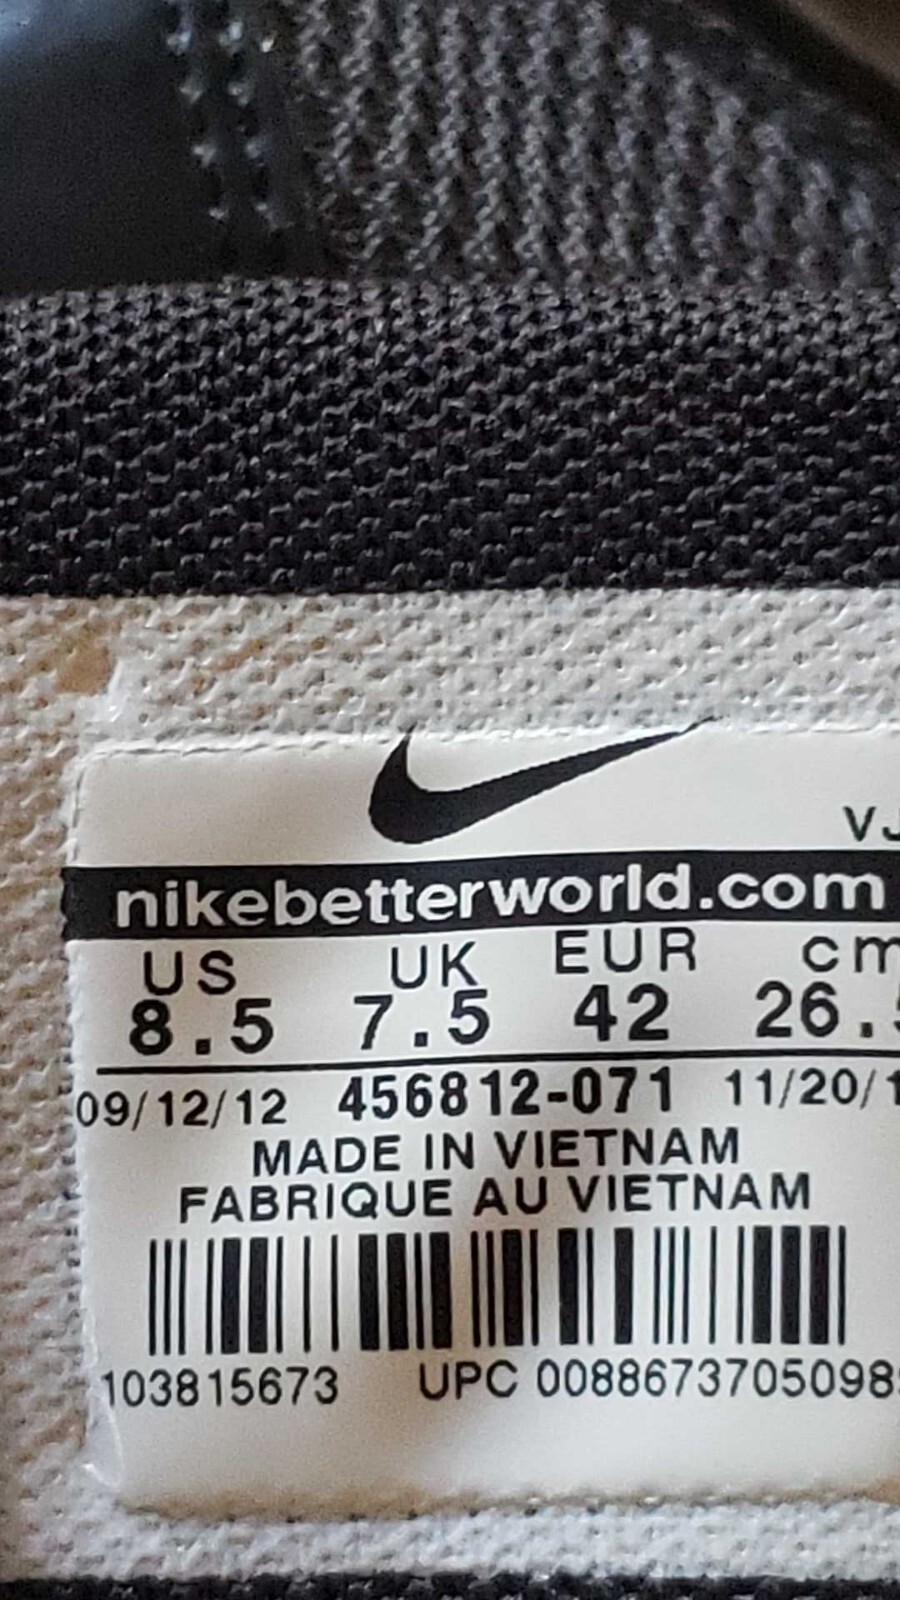 VJ
nikebetterworld.com
US UK EUR cm
8.5 7.5 42 26.5
09/12/12 456812-071 11/20/1
MADE IN VIETNAM
FABRIQUE AU VIETNAM
103815673 UPC 0088673705098